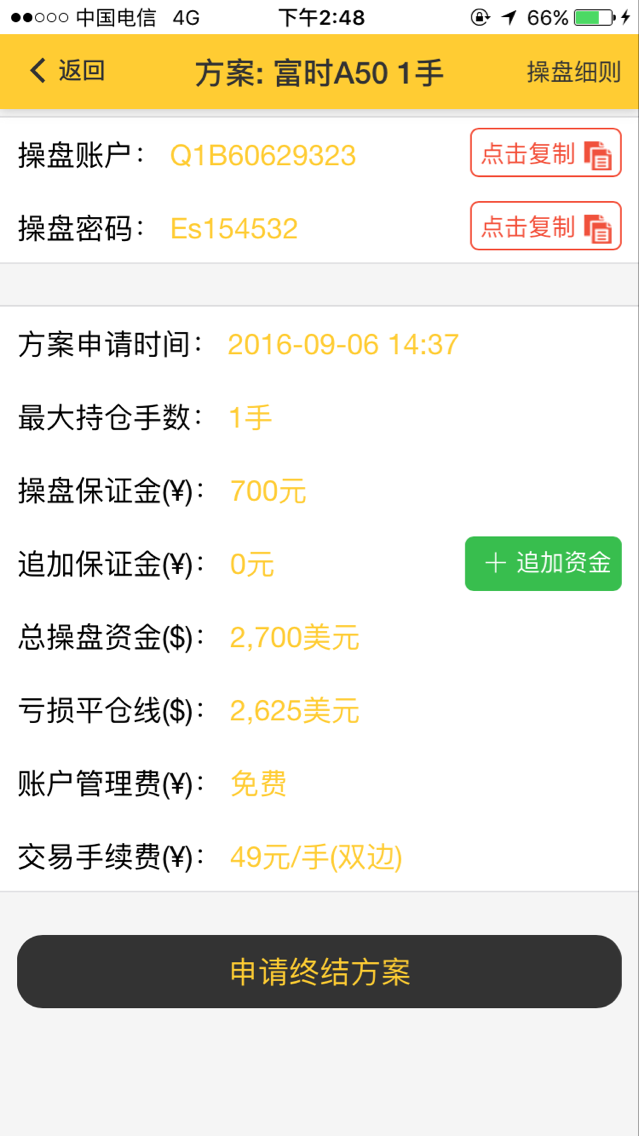 中国电信 4G 下午2:48 66%
返回 方案: 富时A50 1手 操盘细则
操盘账户： Q1B60629323 点击复制
操盘密码： Es154532 点击复制
方案申请时间： 2016-09-06 14:37
最大持仓手数： 1手
操盘保证金(¥)： 700元
追加保证金(¥)： 0元 ＋ 追加资金
总操盘资金($)： 2,700美元
亏损平仓线($)： 2,625美元
账户管理费(¥)： 免费
交易手续费(¥)： 49元/手(双边)
申请终结方案